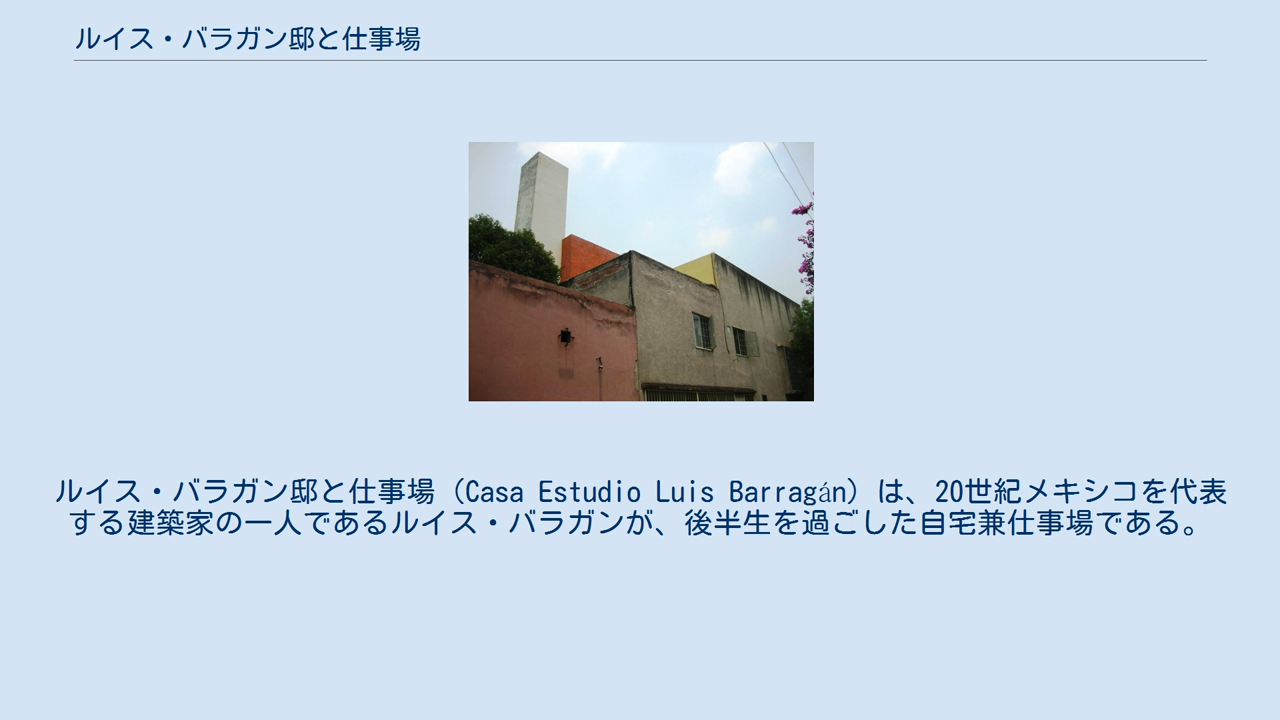 ルイス・バラガン邸と仕事場
ルイス・バラガン邸と仕事場（Casa Estudio Luis Barragán）は、20世紀メキシコを代表
する建築家の一人であるルイス・バラガンが、後半生を過ごした自宅兼仕事場である。